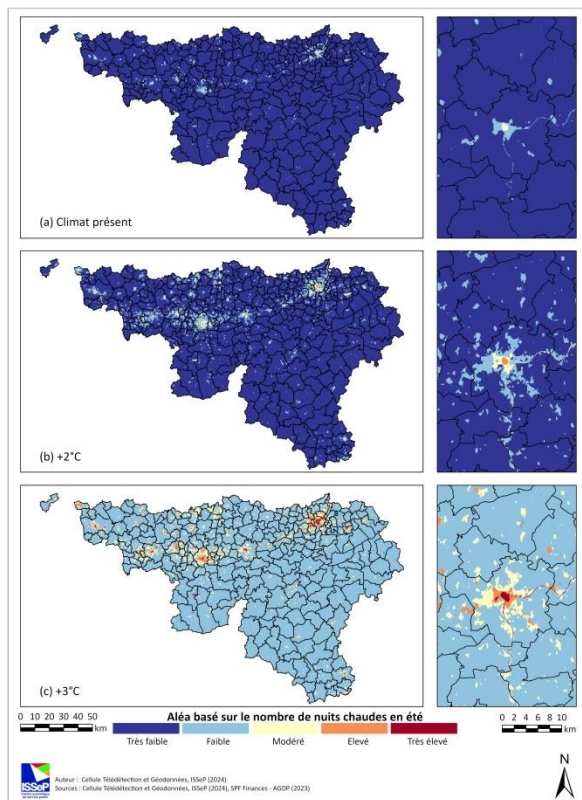 (a) Climat présent
(b) +2°C
(c) +3°C
0 10 20 30 40 50
km
Aléa basé sur le nombre de nuits chaudes en été
Très faible Faible Modéré Elevé Très élevé
0 2 4 6 8 10
km
ISSeP
Auteur : Cellule Télédétection et Géodonnées, ISSeP (2024)
Sources : Cellule Télédétection et Géodonnées, ISSeP (2024), SPF Finances - AGDP (2023)
N